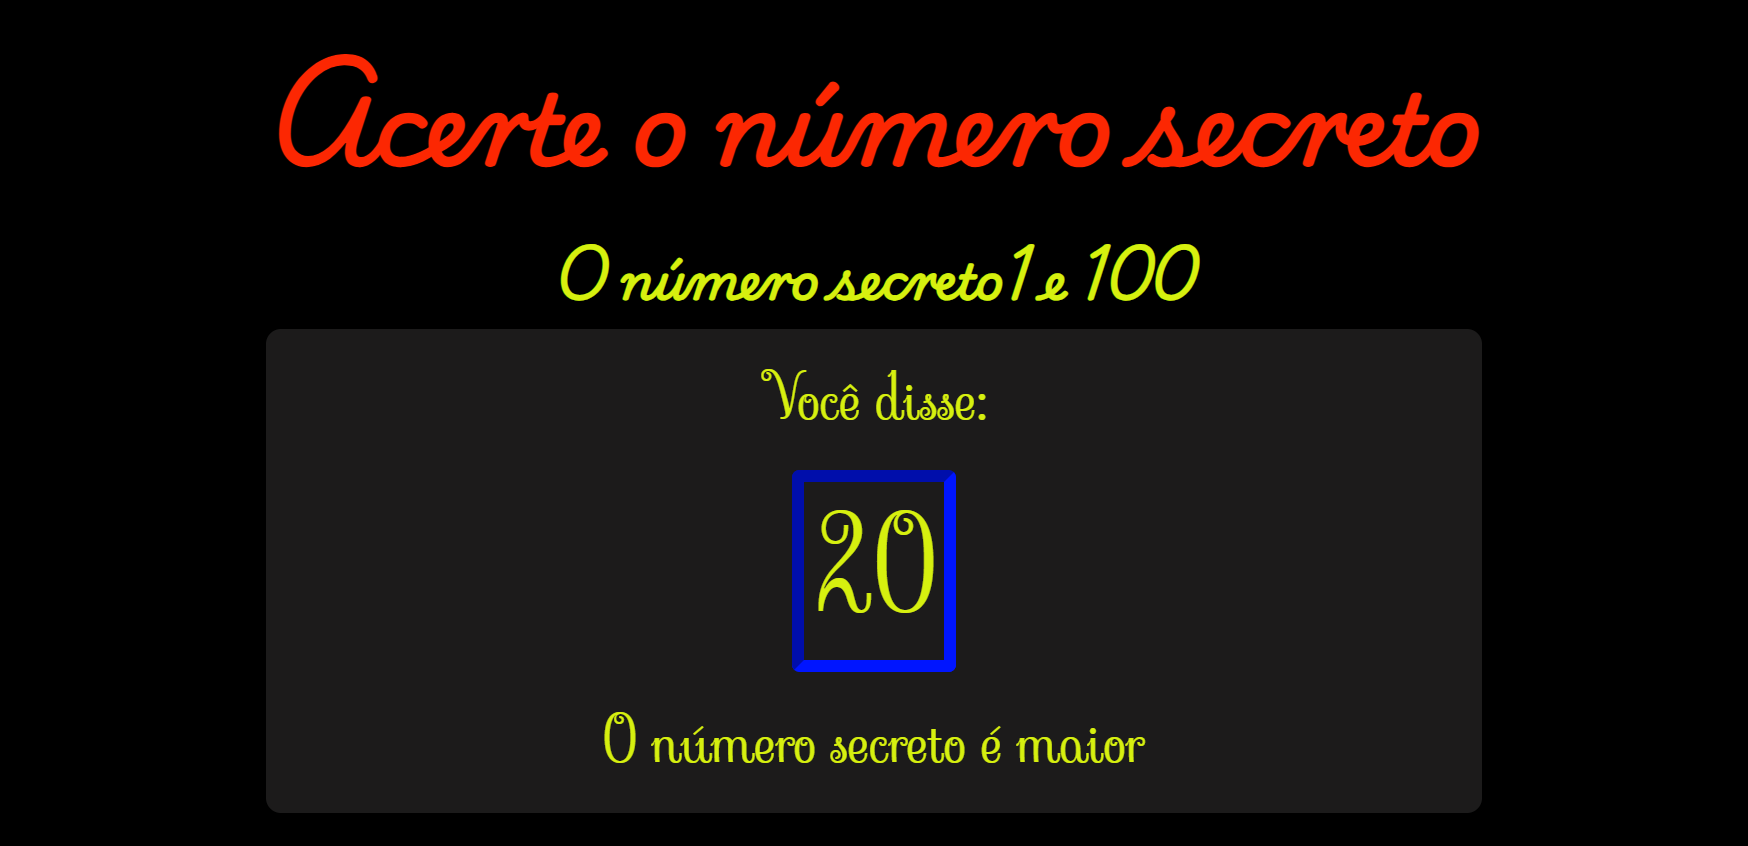 Acerte o número secreto
O número secreto 1 e 100
Você disse:
20
O número secreto é maior